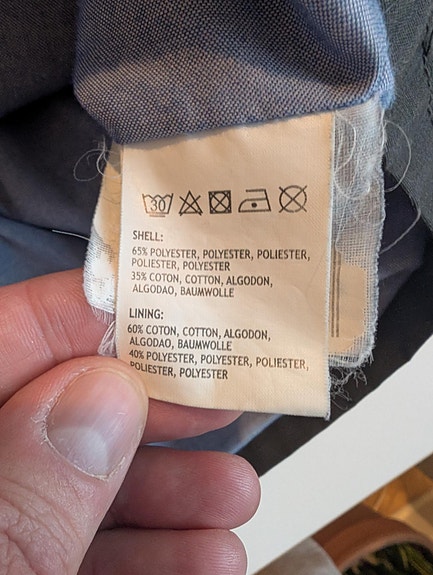 30
SHELL:
65% POLYESTER, POLYESTER, POLIESTER,
POLIESTER, POLYESTER
35% COTON, COTTON, ALGODON,
ALGODAO, BAUMWOLLE
LINING:
60% COTON, COTTON, ALGODON,
ALGODAO, BAUMWOLLE
40% POLYESTER, POLYESTER, POLIESTER,
POLIESTER, POLYESTER